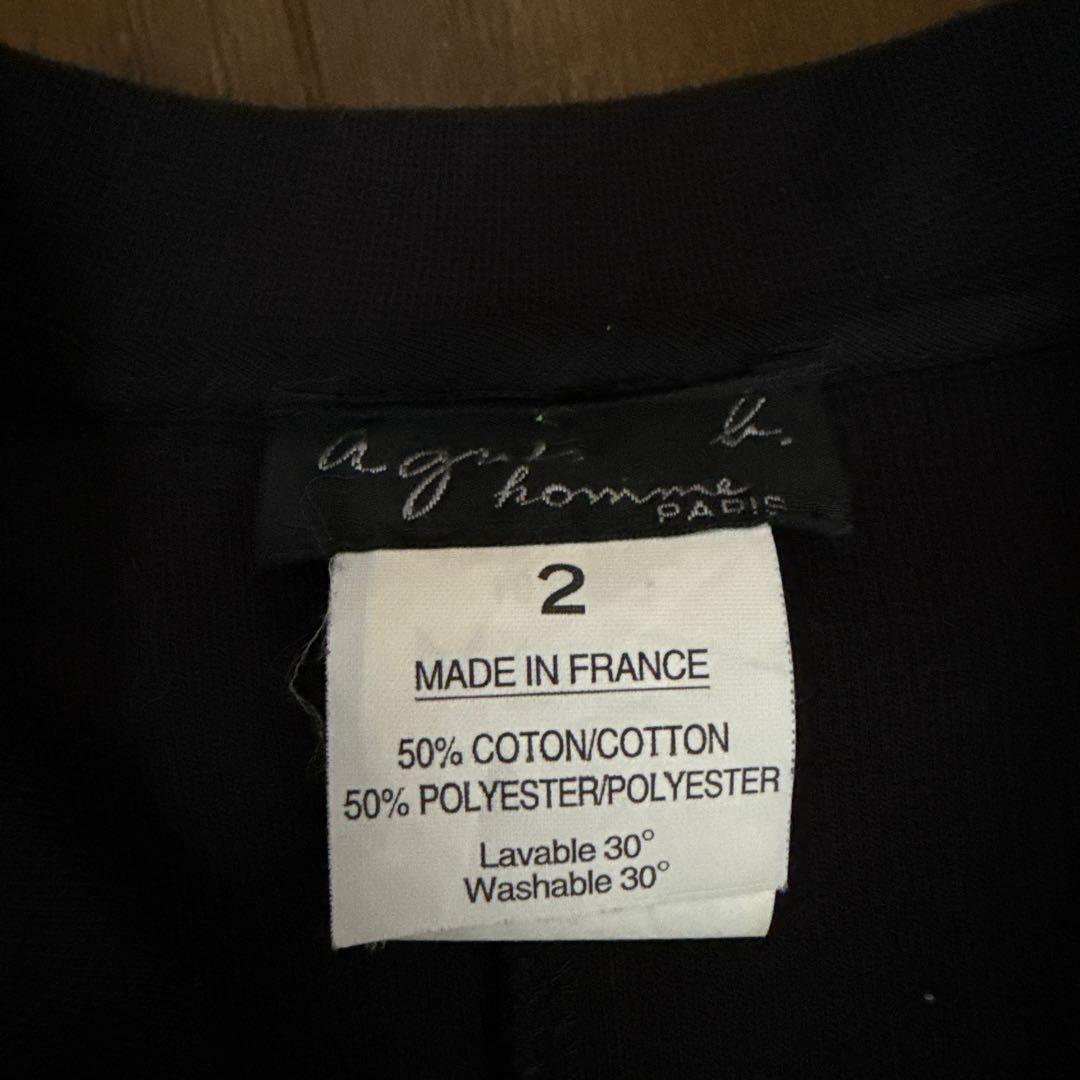 agnès b.
homme
PARIS
2
MADE IN FRANCE
50% COTON/COTTON
50% POLYESTER/POLYESTER
Lavable 30°
Washable 30°